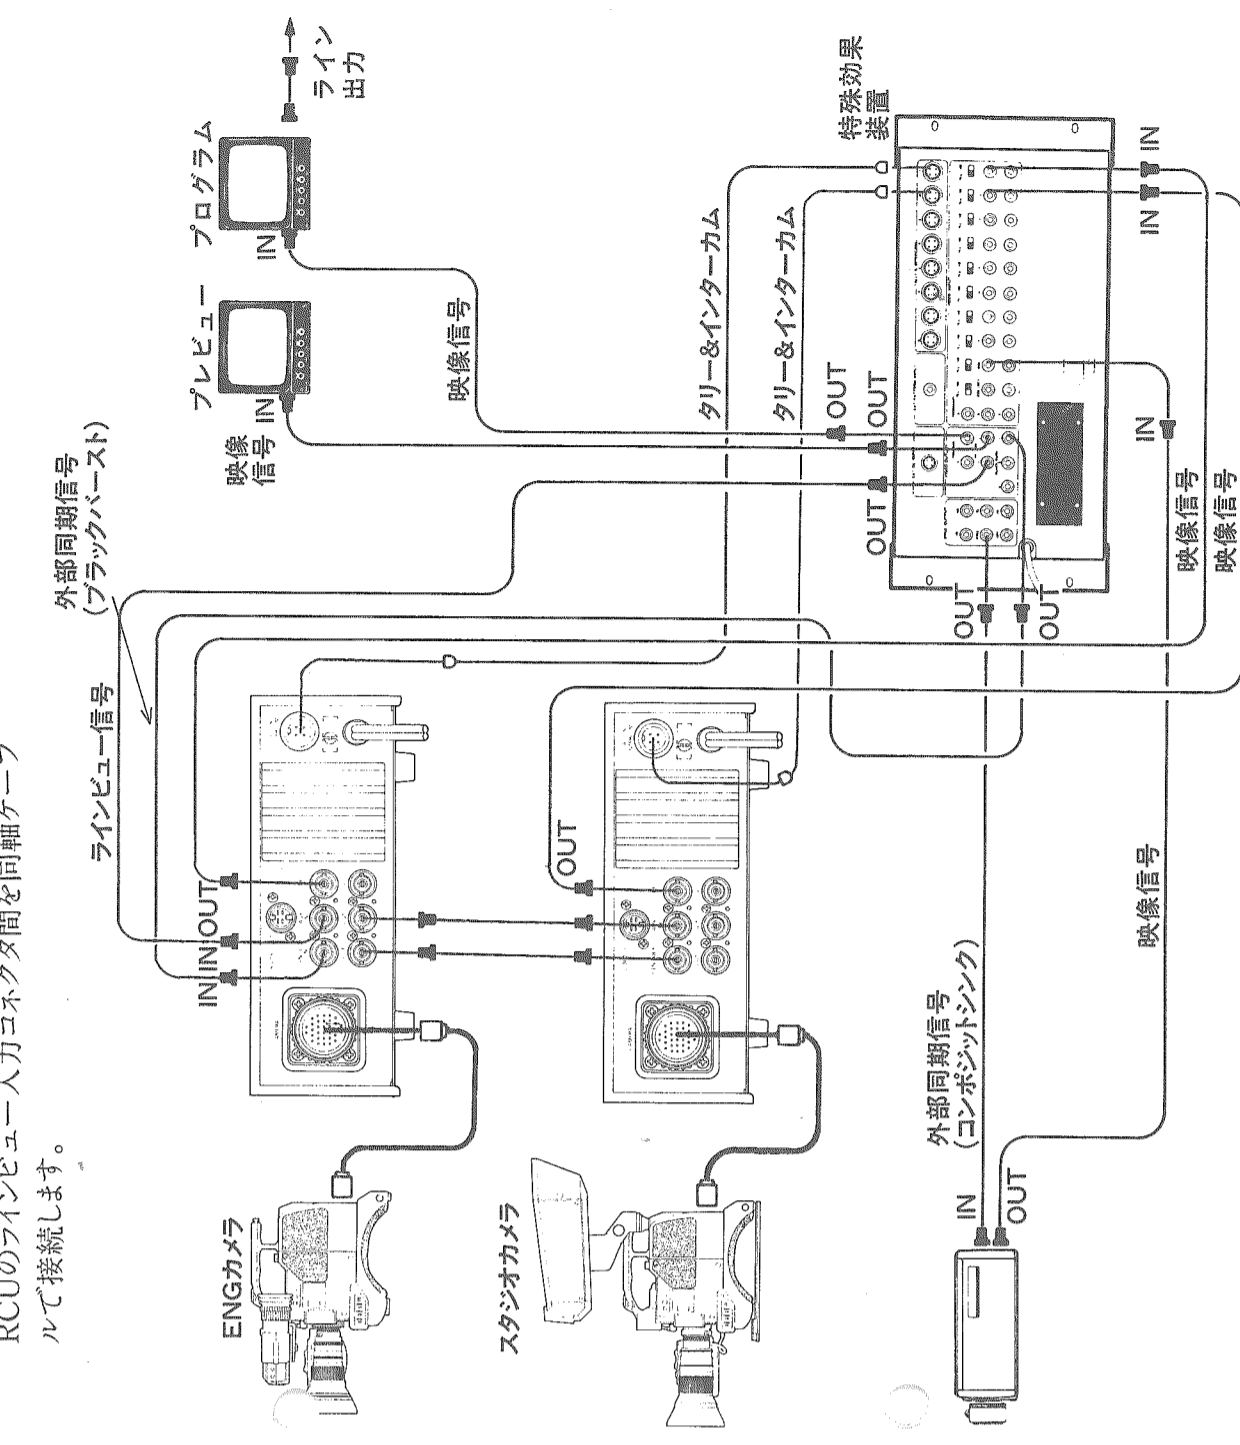 RCUのラインビュー入力コネクタ間を同軸ケーブ
ルで接続します。
外部同期信号
(ブラックバースト)
ラインビュー信号
プレビュー
プログラム
ライン
出力
IN
IN
映像
信号
映像信号
ENGカメラ
IN
IN
OUT
スタジオカメラ
OUT
タリー&インターカム
タリー&インターカム
特殊効果
装置
OUT
OUT
OUT
OUT
OUT
IN
IN
IN
外部同期信号
(コンポジットシンク)
IN
OUT
映像信号
映像信号
映像信号